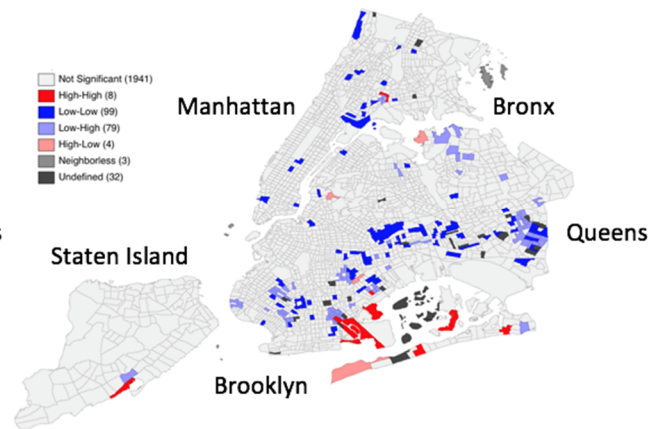 Not Significant (1941)
High-High (8)
Low-Low (99)
Low-High (79)
High-Low (4)
Neighborless (3)
Undefined (32)
Manhattan
Bronx
s
Queens
Staten Island
Brooklyn